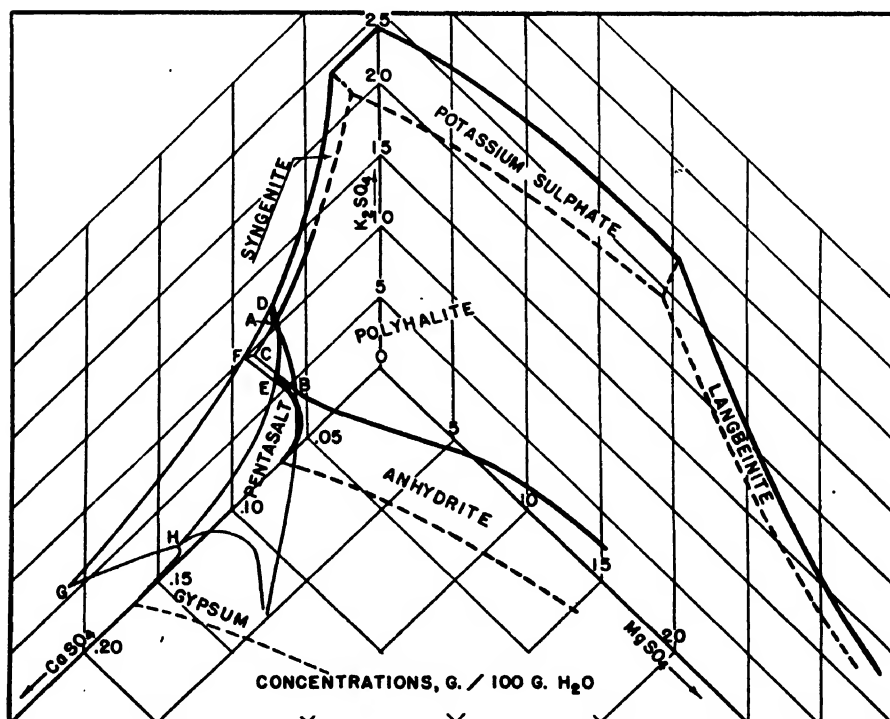 25
20
15
10
5
0
K2SO4
SYNGENITE
POTASSIUM SULPHATE
POLYHALITE
LANGBEINITE
D
A
F
C
E
B
PENTASALT
.05
.10
.15
.20
5
10
15
20
ANHYDRITE
H
G
GYPSUM
CaSO4
MgSO4
CONCENTRATIONS, G. / 100 G. H2O